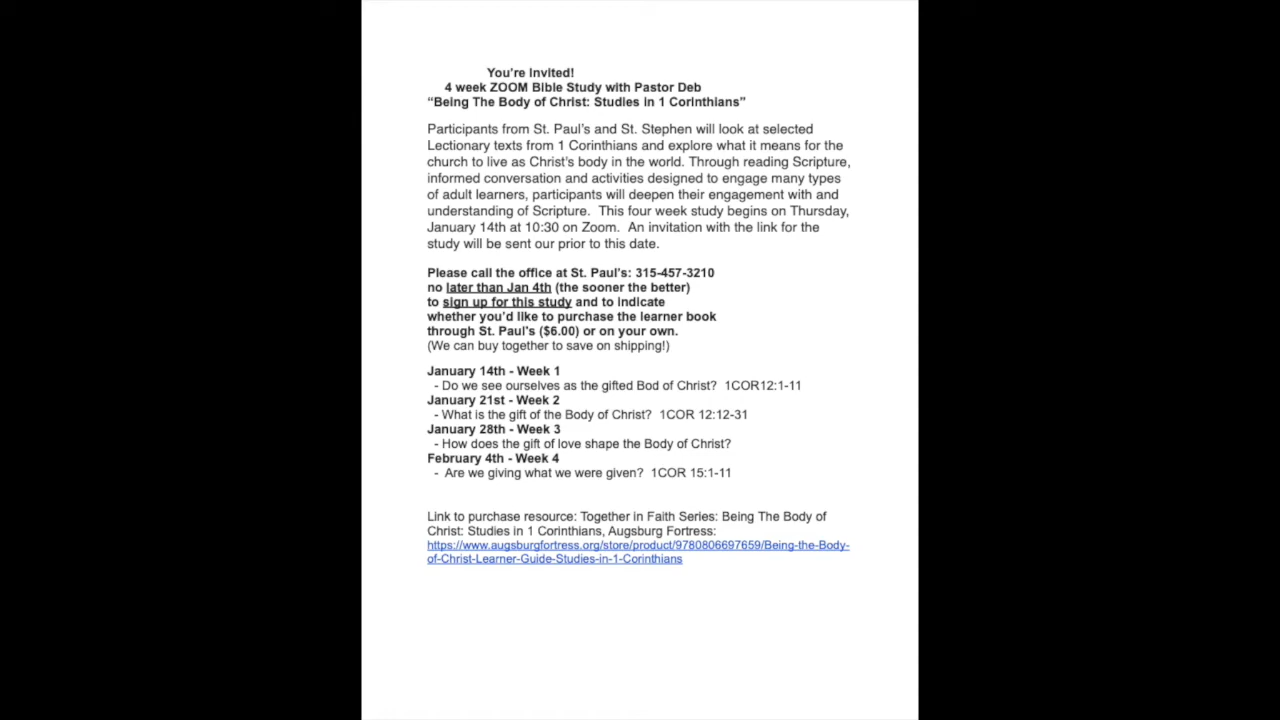 You're Invited!
4 week ZOOM Bible Study with Pastor Deb
“Being The Body of Christ: Studies in 1 Corinthians”
Participants from St. Paul's and St. Stephen will look at selected
Lectionary texts from 1 Corinthians and explore what it means for the
church to live as Christ's body in the world. Through reading Scripture,
informed conversation and activities designed to engage many types
of adult learners, participants will deepen their engagement with and
understanding of Scripture.  This four week study begins on Thursday,
January 14th at 10:30 on Zoom.  An invitation with the link for the
study will be sent our prior to this date.
Please call the office at St. Paul's: 315-457-3210
no later than Jan 4th (the sooner the better)
to sign up for this study and to indicate
whether you'd like to purchase the learner book
through St. Paul's ($6.00) or on your own.
(We can buy together to save on shipping!)
January 14th - Week 1
- Do we see ourselves as the gifted Bod of Christ?  1COR12:1-11
January 21st - Week 2
- What is the gift of the Body of Christ?  1COR 12:12-31
January 28th - Week 3
- How does the gift of love shape the Body of Christ?
February 4th - Week 4
-  Are we giving what we were given?  1COR 15:1-11
Link to purchase resource: Together in Faith Series: Being The Body of
Christ: Studies in 1 Corinthians, Augsburg Fortress:
https://www.augsburgfortress.org/store/product/9780806697659/Being-the-Body-
of-Christ-Learner-Guide-Studies-in-1-Corinthians